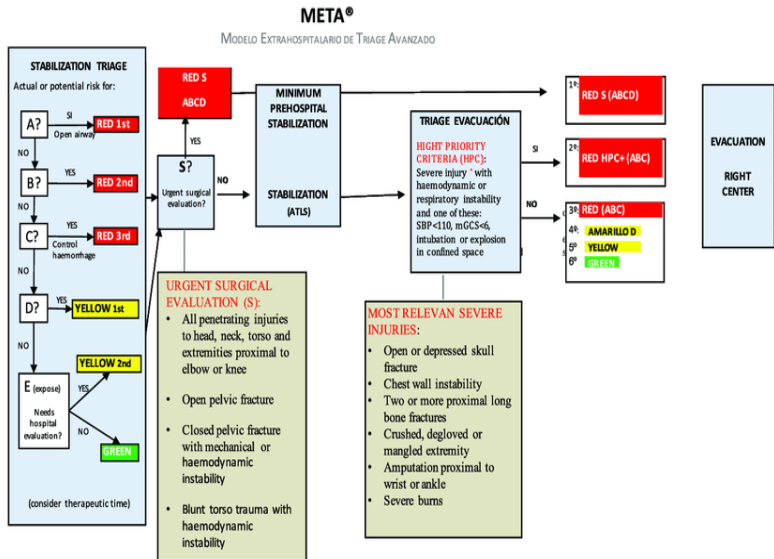 META®
MODELO EXTRAHOSPITALARIO DE TRIAGE AVANZADO
STABILIZATION TRIAGE
Actual or potential risk for:
A?
SI
Open airway
RED 1st
NO
B?
YES
RED 2nd
NO
C?
YES
Control
haemorrhage
RED 3rd
NO
D?
YES
YELLOW 1st
NO
YELLOW 2nd
E (expose)
Needs
hospital
evaluation?
YES
NO
GREEN
(consider therapeutic time)
RED S
ABCD
YES
S?
Urgent surgical
evaluation?
NO
URGENT SURGICAL
EVALUATION (S):
• All penetrating injuries
to head, neck, torso and
extremities proximal to
elbow or knee
• Open pelvic fracture
• Closed pelvic fracture
with mechanical or
haemodynamic
instability
• Blunt torso trauma with
haemodynamic
instability
MINIMUM
PREHOSPITAL
STABILIZATION
STABILIZATION
(ATLS)
TRIAGE EVACUACIÓN
HIGHT PRIORITY
CRITERIA (HPC):
Severe injury * with
haemodynamic or
respiratory instability
and one of these:
SBP<110, mGCS<6,
intubation or explosion
in confined space
SI
NO
MOST RELEVAN SEVERE
INJURIES:
• Open or depressed skull
fracture
• Chest wall instability
• Two or more proximal long
bone fractures
• Crushed, degloved or
mangled extremity
• Amputation proximal to
wrist or ankle
• Severe burns
1º: RED S (ABCD)
2º: RED HPC+ (ABC)
3º: RED (ABC)
4º: AMARILLO D
5º YELLOW
6º GREEN
EVACUATION
RIGHT
CENTER